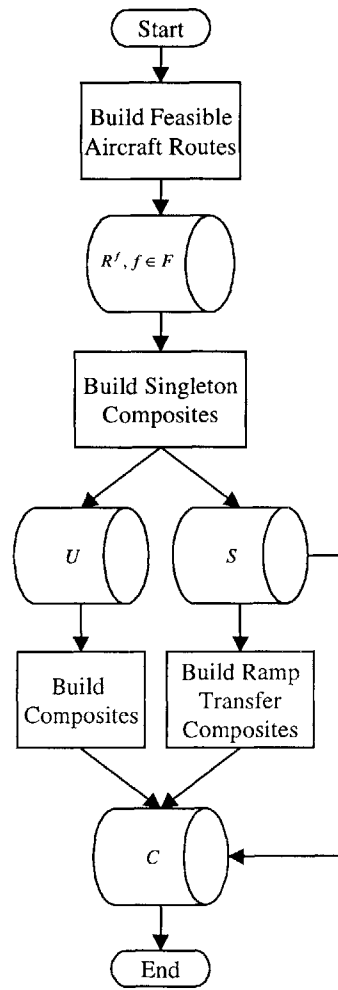 Start
Build Feasible
Aircraft Routes
R^f, f ∈ F
Build Singleton
Composites
U
S
Build
Composites
Build Ramp
Transfer
Composites
C
End